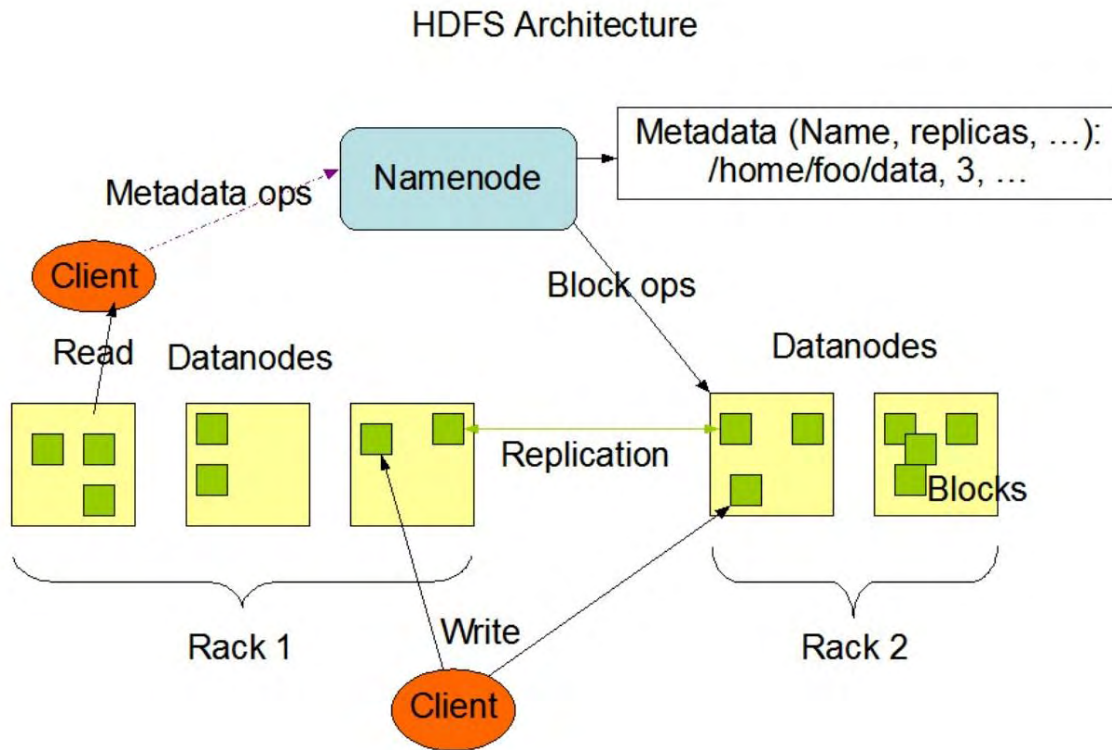 HDFS Architecture
Metadata (Name, replicas, …):
/home/foo/data, 3, …
Namenode
Metadata ops
Client
Block ops
Read
Datanodes
Datanodes
Replication
Blocks
Rack 1
Write
Rack 2
Client